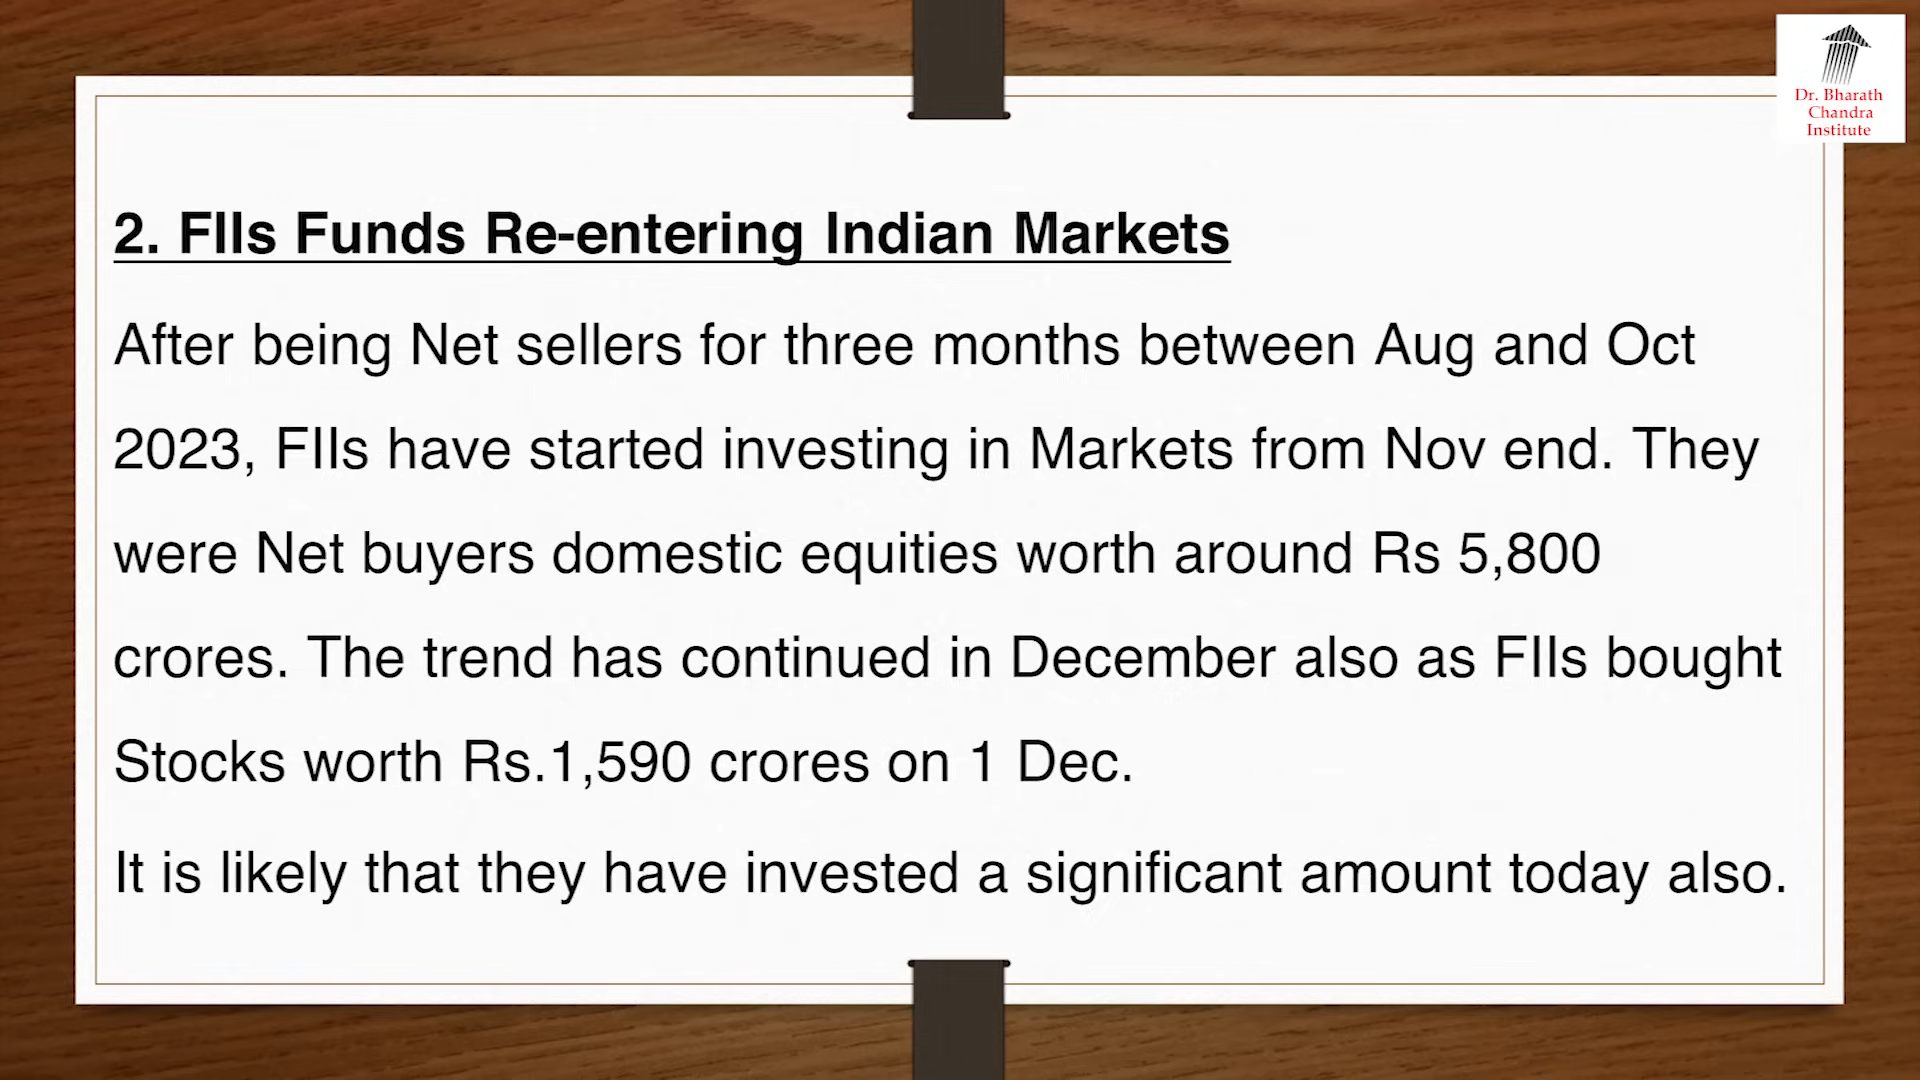 Dr. Bharath
Chandra
Institute
2. FIIs Funds Re-entering Indian Markets
After being Net sellers for three months between Aug and Oct
2023, FIIs have started investing in Markets from Nov end. They
were Net buyers domestic equities worth around Rs 5,800
crores. The trend has continued in December also as FIIs bought
Stocks worth Rs.1,590 crores on 1 Dec.
It is likely that they have invested a significant amount today also.